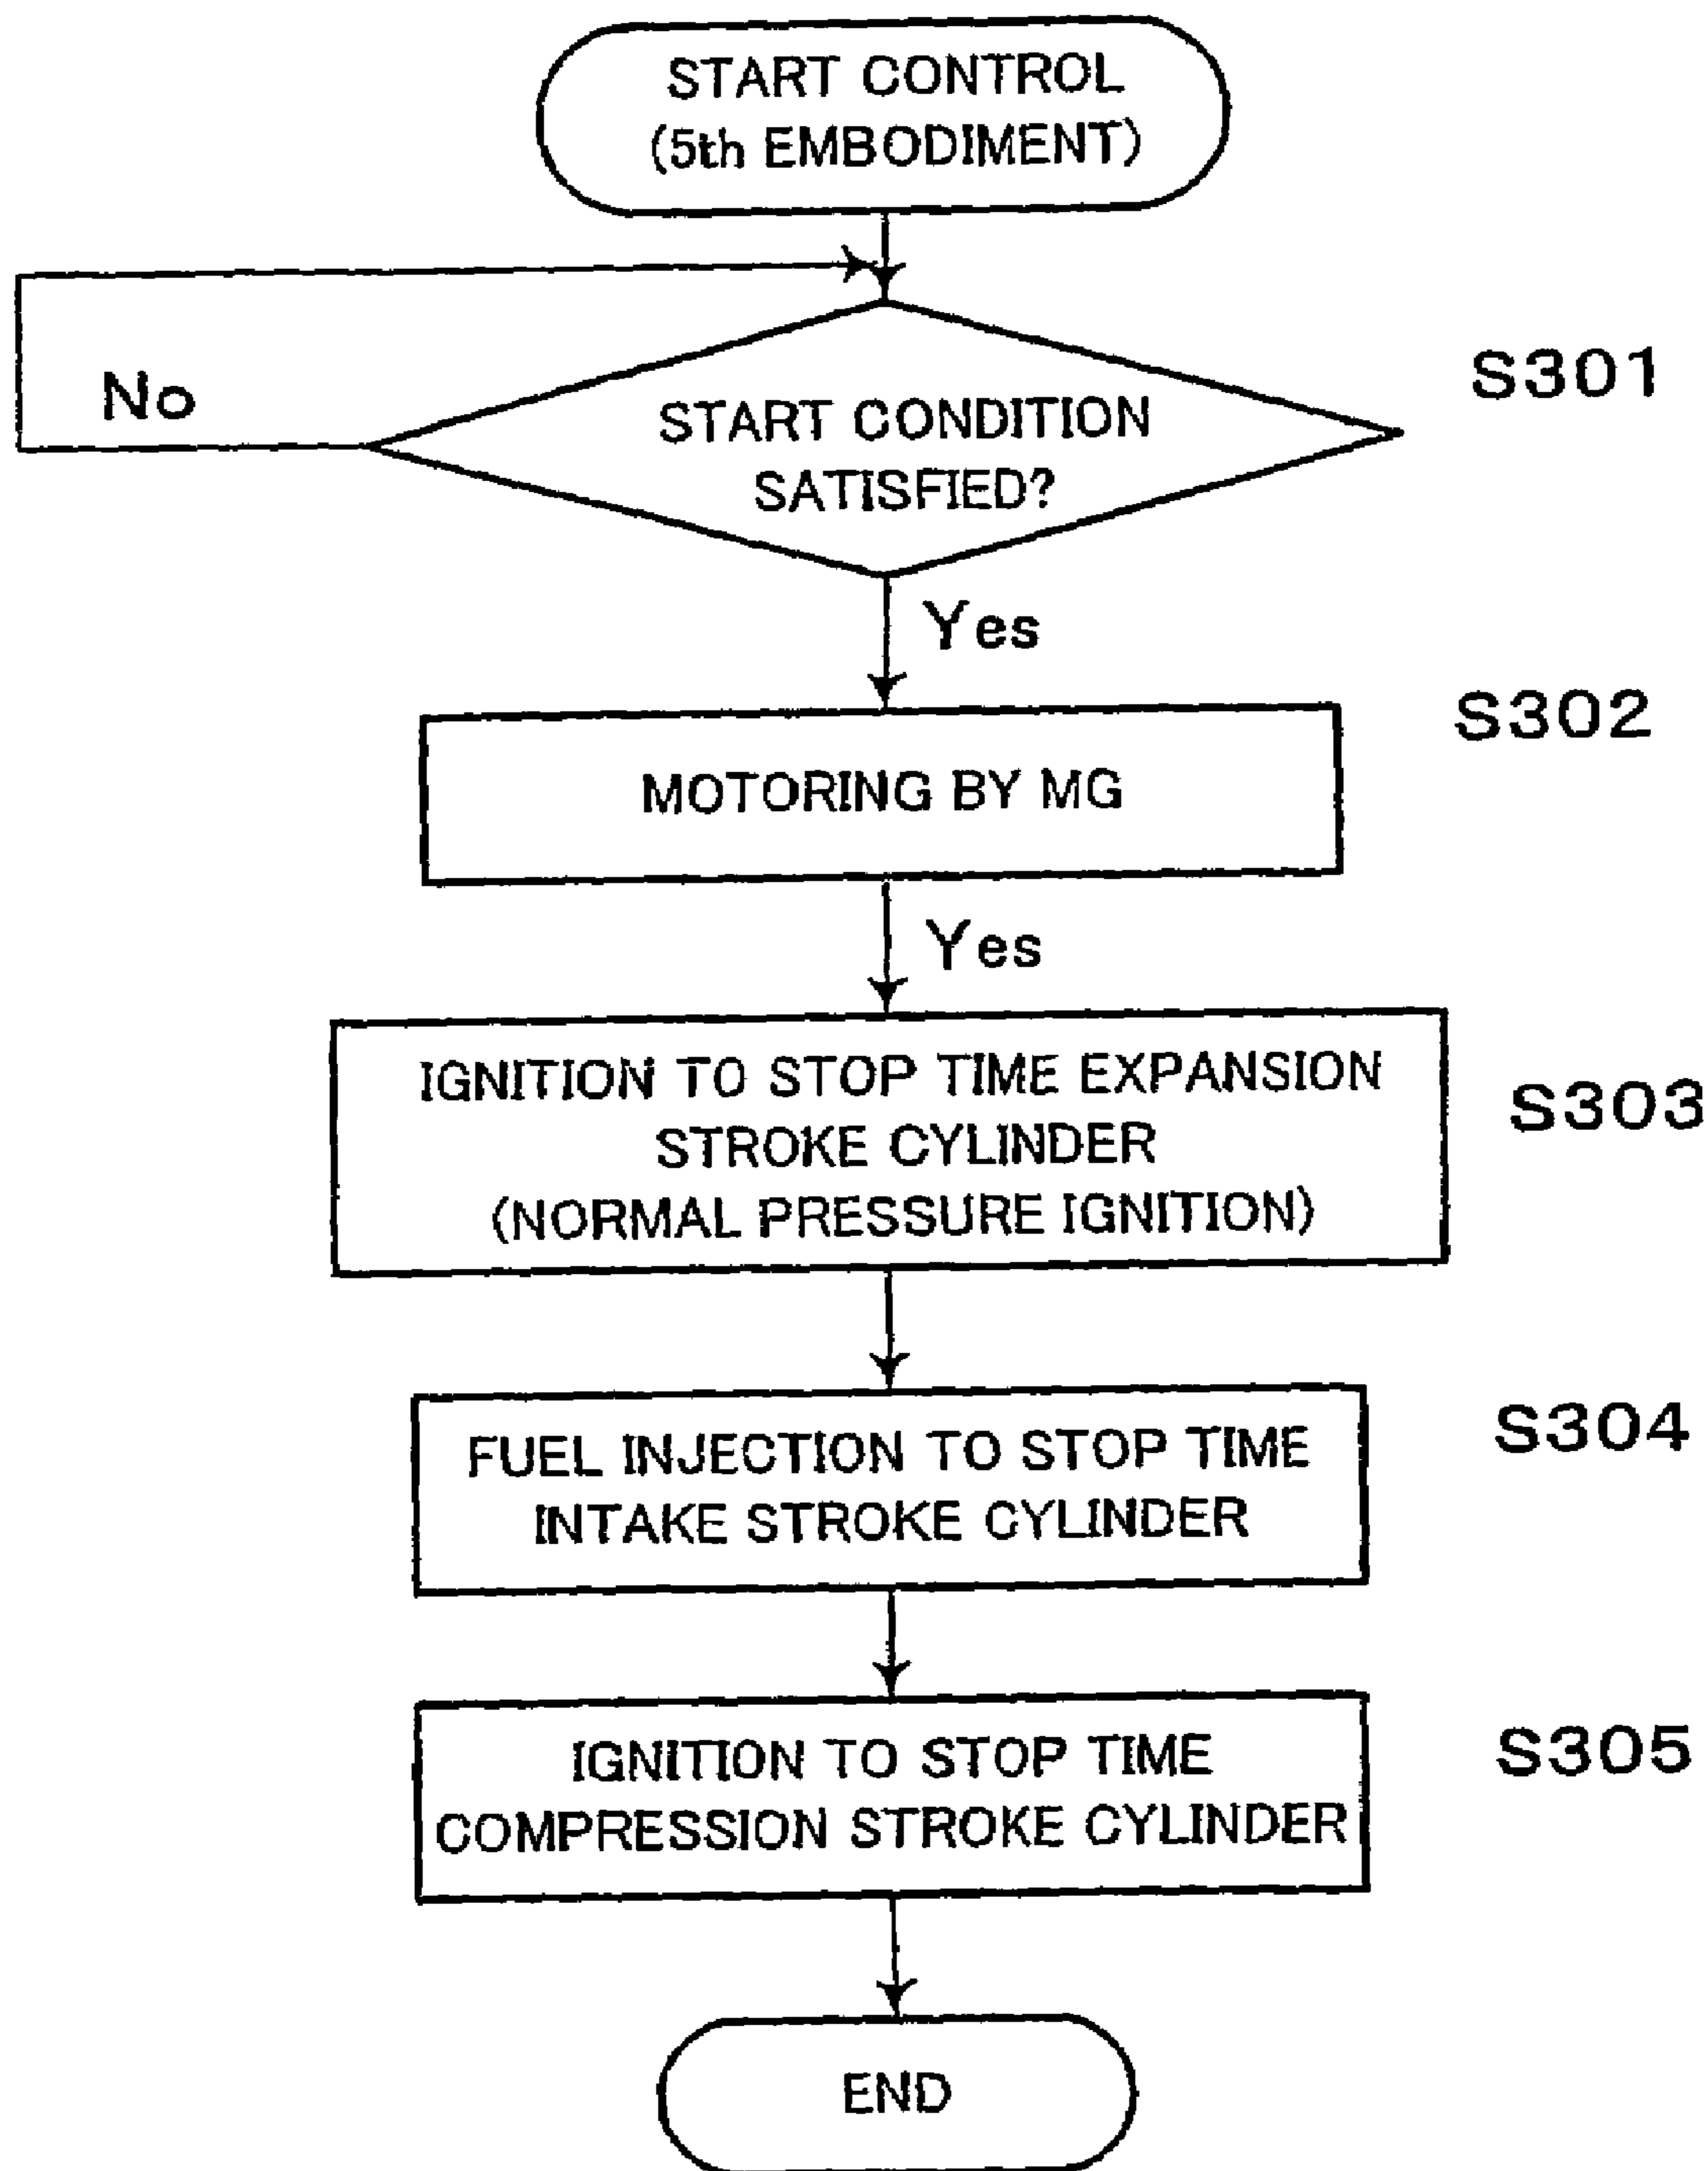 START CONTROL
(5th EMBODIMENT)
S301
No
START CONDITION
SATISFIED?
Yes
S302
MOTORING BY MG
Yes
IGNITION TO STOP TIME EXPANSION
STROKE CYLINDER
(NORMAL PRESSURE IGNITION)
S303
FUEL INJECTION TO STOP TIME
INTAKE STROKE CYLINDER
S304
IGNITION TO STOP TIME
COMPRESSION STROKE CYLINDER
S305
END